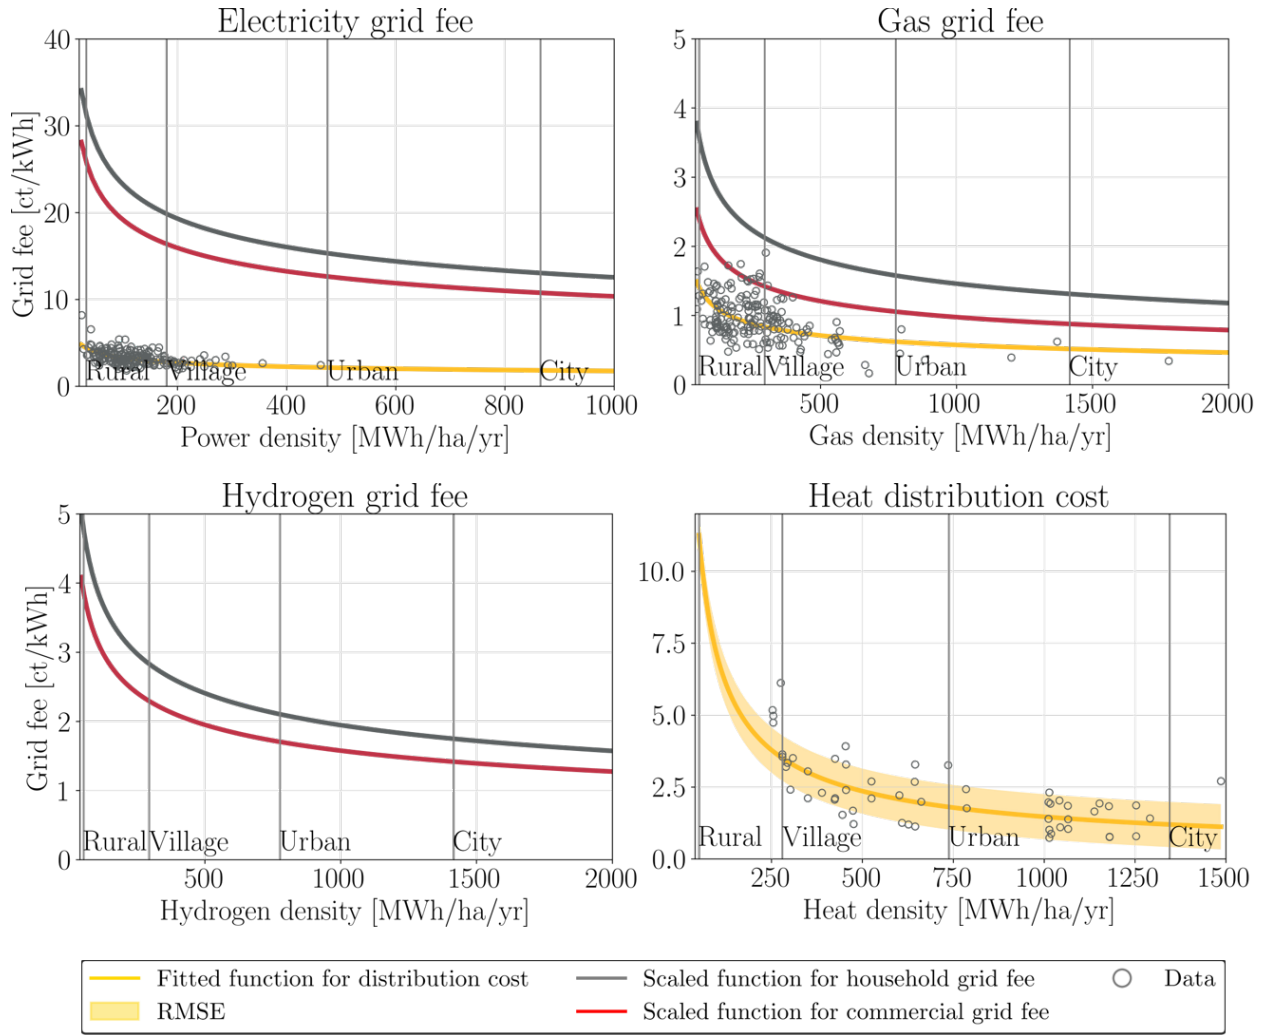 Electricity grid fee
Gas grid fee
Grid fee [ct/kWh]
40
30
20
10
0
5
4
3
2
1
0
Rural Village Urban City
Rural Village Urban City
200 400 600 800 1000
500 1000 1500 2000
Power density [MWh/ha/yr]
Gas density [MWh/ha/yr]
Hydrogen grid fee
Heat distribution cost
Grid fee [ct/kWh]
5
4
3
2
1
0
10.0
7.5
5.0
2.5
0.0
Rural Village Urban City
Rural Village Urban City
500 1000 1500 2000
250 500 750 1000 1250 1500
Hydrogen density [MWh/ha/yr]
Heat density [MWh/ha/yr]
Fitted function for distribution cost
RMSE
Scaled function for household grid fee
Scaled function for commercial grid fee
Data